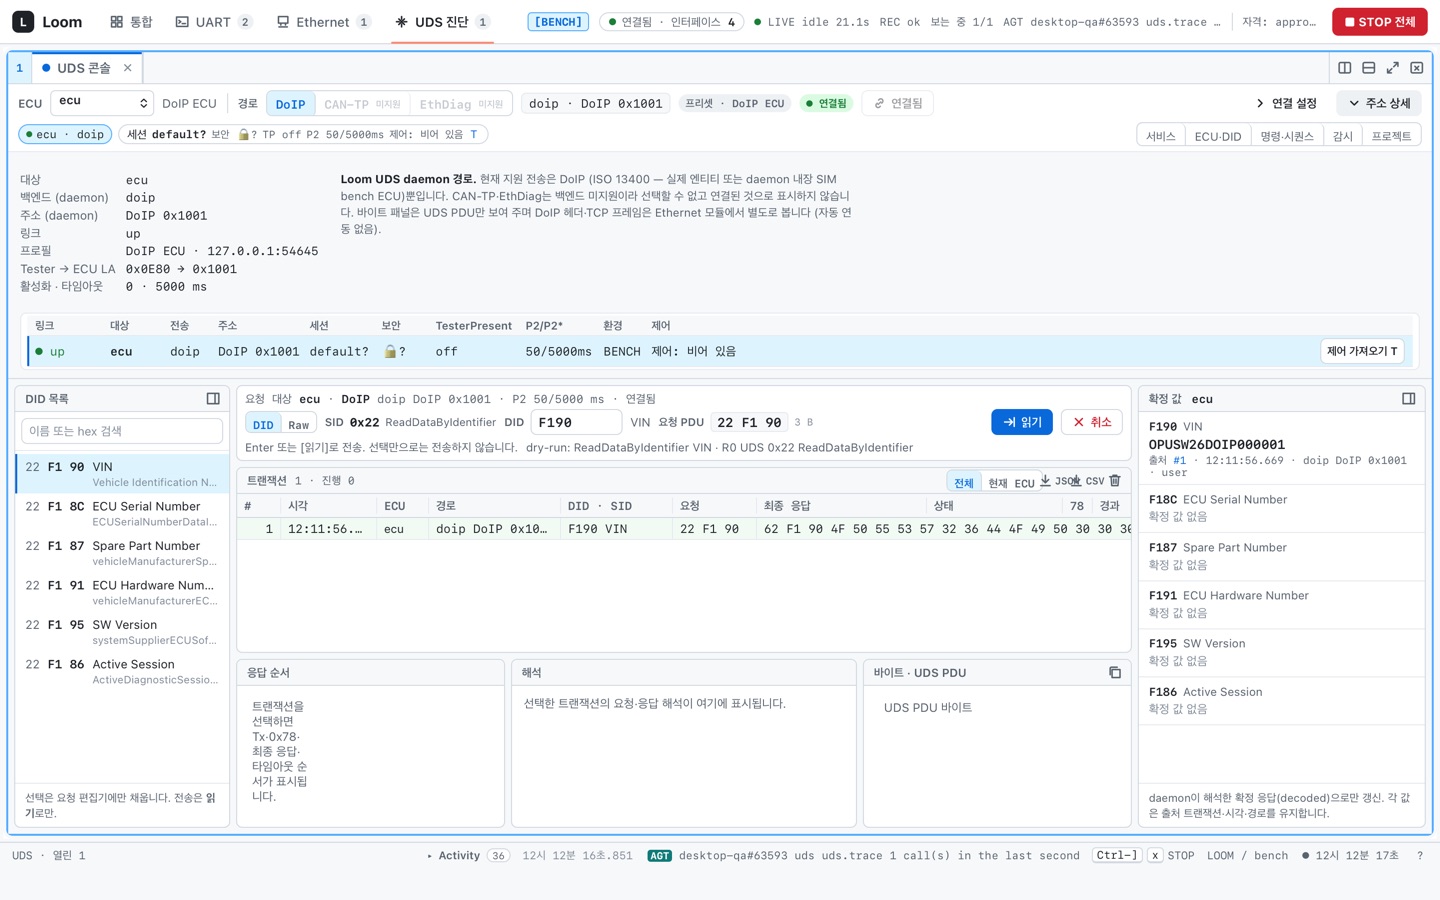 L Loom 통합 UART 2 Ethernet 1 UDS 진단 1 [BENCH] 연결됨 · 인터페이스 4 LIVE idle 21.1s REC ok 보는 중 1/1 AGT desktop-qa#63593 uds.trace … 자격: appro… STOP 전체
1 UDS 콘솔
ECU ecu DoIP ECU 경로 DoIP CAN-TP 미지원 EthDiag 미지원 doip · DoIP 0x1001 프리셋 · DoIP ECU 연결됨 연결됨 연결 설정 주소 상세
ecu · doip 세션 default? 보안 🔒? TP off P2 50/5000ms 제어: 비어 있음 T 서비스 ECU·DID 명령·시퀀스 감시 프로젝트
대상 ecu
백엔드 (daemon) doip
주소 (daemon) DoIP 0x1001
링크 up
프로필 DoIP ECU · 127.0.0.1:54645
Tester → ECU LA 0x0E80 → 0x1001
활성화 · 타임아웃 0 · 5000 ms
Loom UDS daemon 경로. 현재 지원 전송은 DoIP (ISO 13400 — 실제 엔티티 또는 daemon 내장 SIM
bench ECU)뿐입니다. CAN-TP·EthDiag는 백엔드 미지원이라 선택할 수 없고 연결된 것으로 표시하지 않습니
다. 바이트 패널은 UDS PDU만 보여 주며 DoIP 헤더·TCP 프레임은 Ethernet 모듈에서 별도로 봅니다 (자동 연
동 없음).
링크 대상 전송 주소 세션 보안 TesterPresent P2/P2* 환경 제어
up ecu doip DoIP 0x1001 default? 🔒? off 50/5000ms BENCH 제어: 비어 있음 제어 가져오기 T
DID 목록
이름 또는 hex 검색
22 F1 90 VIN
Vehicle Identification N…
22 F1 8C ECU Serial Number
ECUSerialNumberDataI…
22 F1 87 Spare Part Number
vehicleManufacturerSp…
22 F1 91 ECU Hardware Num…
vehicleManufacturerEC…
22 F1 95 SW Version
systemSupplierECUSof…
22 F1 86 Active Session
ActiveDiagnosticSessio…
선택은 요청 편집기에만 채웁니다. 전송은 읽
기로만.
요청 대상 ecu · DoIP doip DoIP 0x1001 · P2 50/5000 ms · 연결됨
DID Raw SID 0x22 ReadDataByIdentifier DID F190 VIN 요청 PDU 22 F1 90 3 B 읽기 취소
Enter 또는 [읽기]로 전송. 선택만으로는 전송하지 않습니다. dry-run: ReadDataByIdentifier VIN · R0 UDS 0x22 ReadDataByIdentifier
트랜잭션 1 · 진행 0 전체 현재 ECU JSON CSV
# 시각 ECU 경로 DID · SID 요청 최종 응답 상태 78 경과
1 12:11:56.… ecu doip DoIP 0x10… F190 VIN 22 F1 90 62 F1 90 4F 50 55 53 57 32 36 44 4F 49 50 30 30 30
응답 순서
트랜잭션을
선택하면
Tx·0x78·
최종 응답·
타임아웃 순
서가 표시됩
니다.
해석
선택한 트랜잭션의 요청·응답 해석이 여기에 표시됩니다.
바이트 · UDS PDU
UDS PDU 바이트
확정 값 ecu
F190 VIN
OPUSW26DOIP000001
출처 #1 · 12:11:56.669 · doip DoIP 0x1001
· user
F18C ECU Serial Number
확정 값 없음
F187 Spare Part Number
확정 값 없음
F191 ECU Hardware Number
확정 값 없음
F195 SW Version
확정 값 없음
F186 Active Session
확정 값 없음
daemon이 해석한 확정 응답(decoded)으로만 갱신. 각 값
은 출처 트랜잭션·시각·경로를 유지합니다.
UDS · 열린 1 ▸ Activity 36 12시 12분 16초.851 AGT desktop-qa#63593 uds uds.trace 1 call(s) in the last second Ctrl-] x STOP LOOM / bench 12시 12분 17초 ?